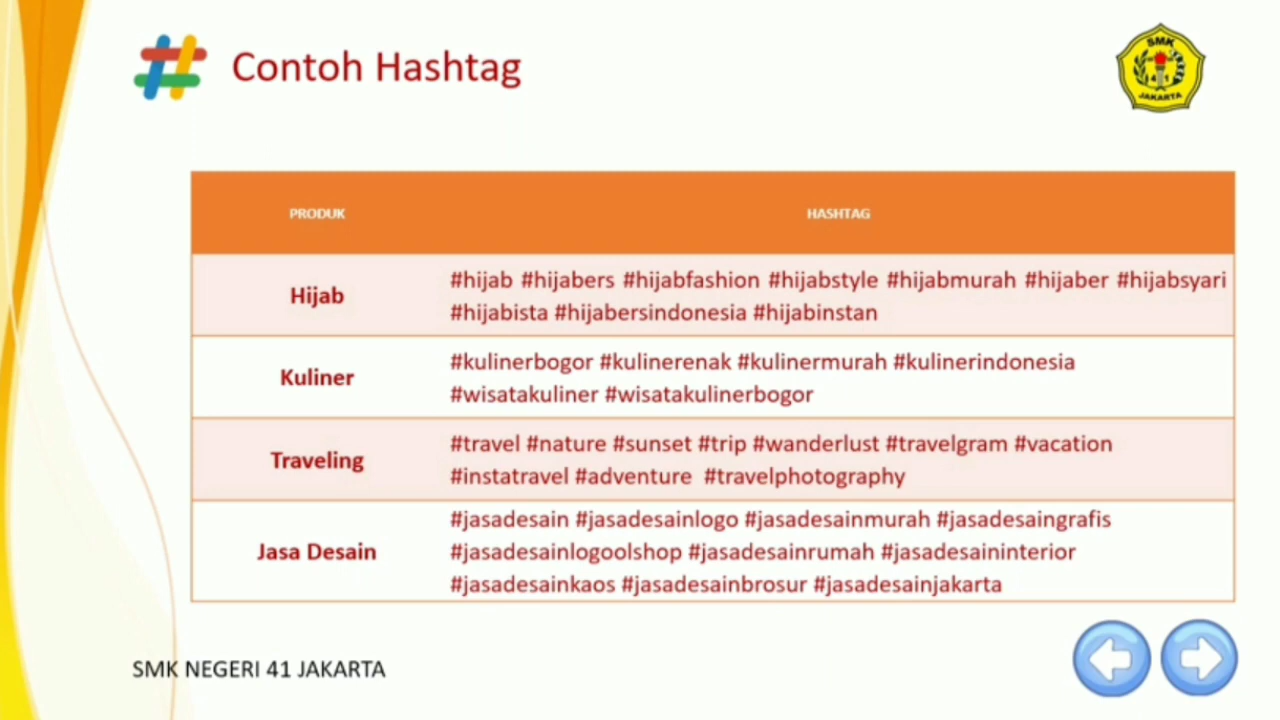 Contoh Hashtag
SMK
JAKARTA
PRODUK HASHTAG
Hijab
#hijab #hijabers #hijabfashion #hijabstyle #hijabmurah #hijaber #hijabsyari
#hijabista #hijabersindonesia #hijabinstan
Kuliner
#kulinerbogor #kulinerenak #kulinermurah #kulinerindonesia
#wisatakuliner #wisatakulinerbogor
Traveling
#travel #nature #sunset #trip #wanderlust #travelgram #vacation
#instatravel #adventure #travelphotography
Jasa Desain
#jasadesain #jasadesainlogo #jasadesainmurah #jasadesaingrafis
#jasadesainlogoolshop #jasadesainrumah #jasadesaininterior
#jasadesainkaos #jasadesainbrosur #jasadesainjakarta
SMK NEGERI 41 JAKARTA